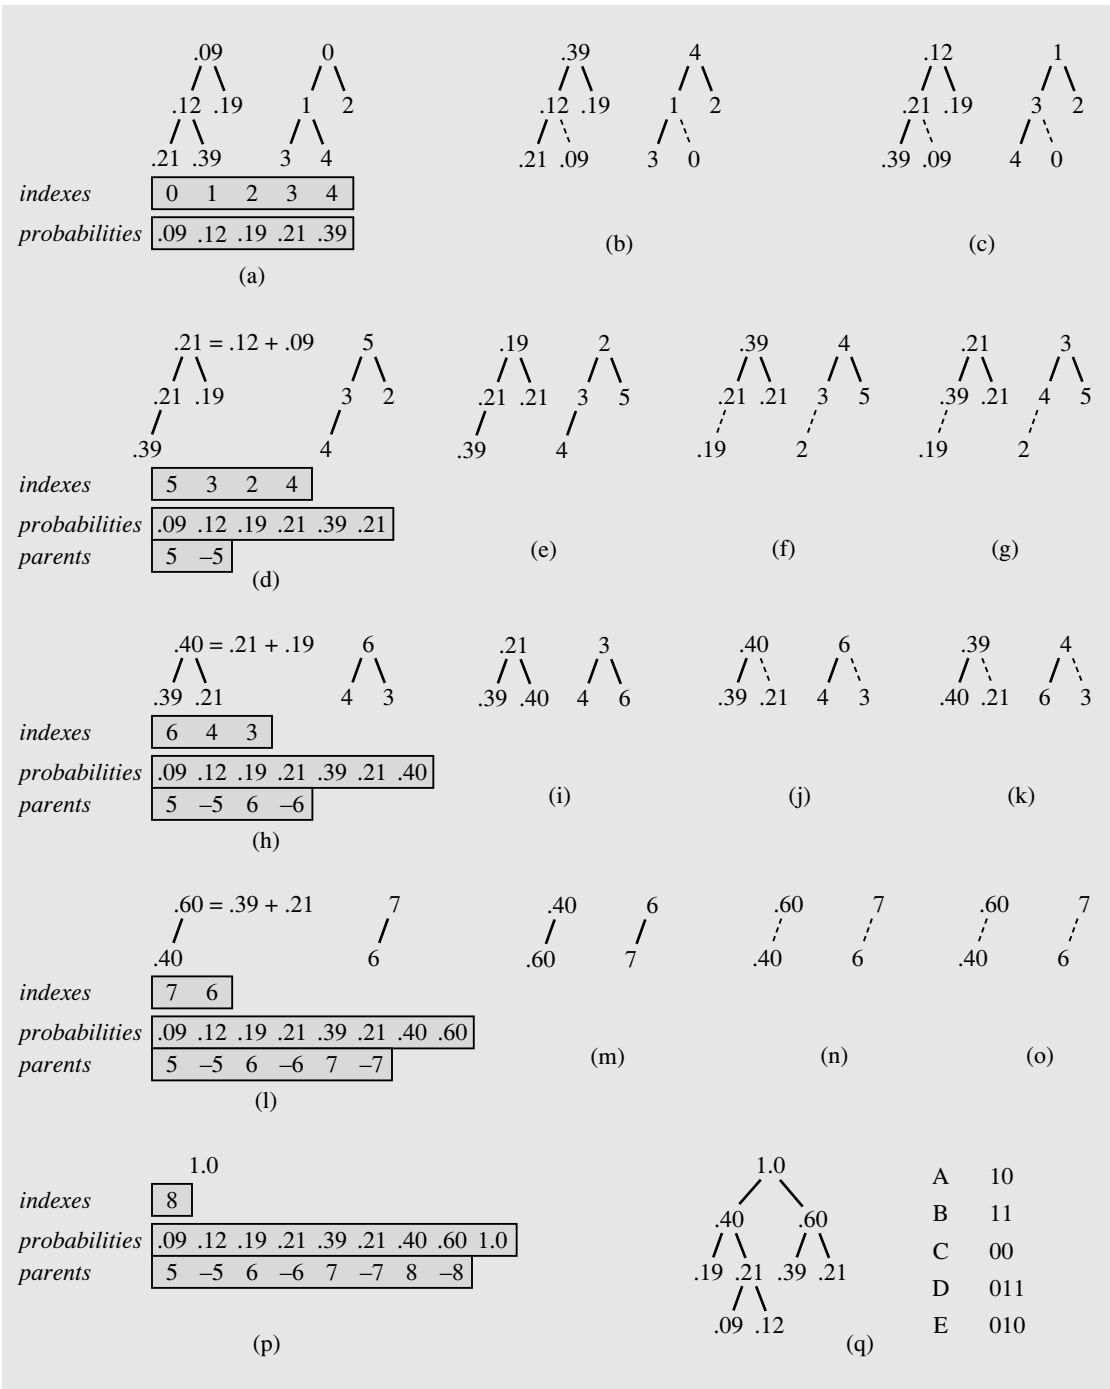 .09 0 .39 4 .12 1
.12 .19 1 2 .12 .19 1 2 .21 .19 3 2
.21 .39 3 4 .21 .09 3 0 .39 .09 4 0
indexes 0 1 2 3 4
probabilities .09 .12 .19 .21 .39
(a) (b) (c)
.21 = .12 + .09 5 .19 2 .39 4 .21 3
.21 .19 3 2 .21 .21 3 5 .21 .21 3 5 .39 .21 4 5
.39 4 .39 4 .19 2 .19 2
indexes 5 3 2 4
probabilities .09 .12 .19 .21 .39 .21
parents 5 –5
(d) (e) (f) (g)
.40 = .21 + .19 6 .21 3 .40 6 .39 4
.39 .21 4 3 .39 .40 4 6 .39 .21 4 3 .40 .21 6 3
indexes 6 4 3
probabilities .09 .12 .19 .21 .39 .21 .40
parents 5 –5 6 –6
(h) (i) (j) (k)
.60 = .39 + .21 7 .40 6 .60 7 .60 7
.40 6 .60 7 .40 6 .40 6
indexes 7 6
probabilities .09 .12 .19 .21 .39 .21 .40 .60
parents 5 –5 6 –6 7 –7
(l) (m) (n) (o)
1.0
indexes 8
probabilities .09 .12 .19 .21 .39 .21 .40 .60 1.0
parents 5 –5 6 –6 7 –7 8 –8
(p)
1.0
.40 .60
.19 .21 .39 .21
.09 .12
(q)
A 10
B 11
C 00
D 011
E 010